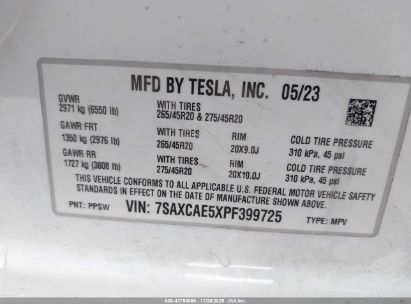 MFD BY TESLA, INC. 05/23
GVWR
2971 kg (6550 lb)
WITH TIRES
265/45R20 & 275/45R20
GAWR FRT
1350 kg (2976 lb)
WITH TIRES
265/45R20
RIM
20X9.0J
COLD TIRE PRESSURE
310 kPa, 45 psi
GAWR RR
1727 kg (3808 lb)
WITH TIRES
275/45R20
RIM
20X10.0J
COLD TIRE PRESSURE
310 kPa, 45 psi
THIS VEHICLE CONFORMS TO ALL APPLICABLE U.S. FEDERAL MOTOR VEHICLE SAFETY
STANDARDS IN EFFECT ON THE DATE OF MANUFACTURE SHOWN ABOVE.
PNT: PPSW
VIN: 7SAXCAE5XPF399725
TYPE: MPV